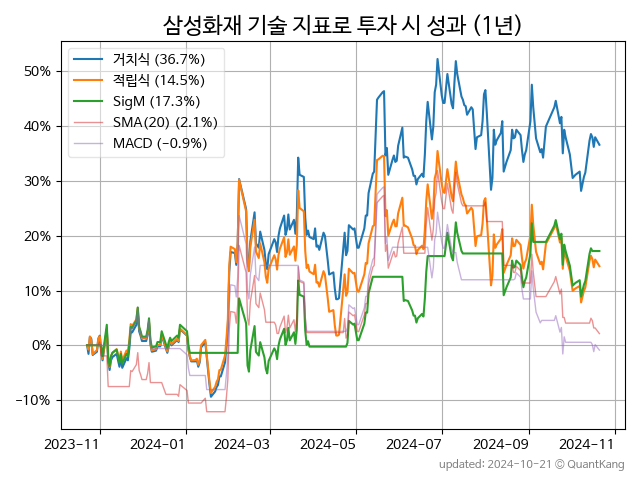 삼성화재 기술 지표로 투자 시 성과 (1년)
거치식 (36.7%)
적립식 (14.5%)
SigM (17.3%)
SMA(20) (2.1%)
MACD (−0.9%)
50%
40%
30%
20%
10%
0%
−10%
2023−11 2024−01 2024−03 2024−05 2024−07 2024−09 2024−11
updated: 2024-10-21 © QuantKang